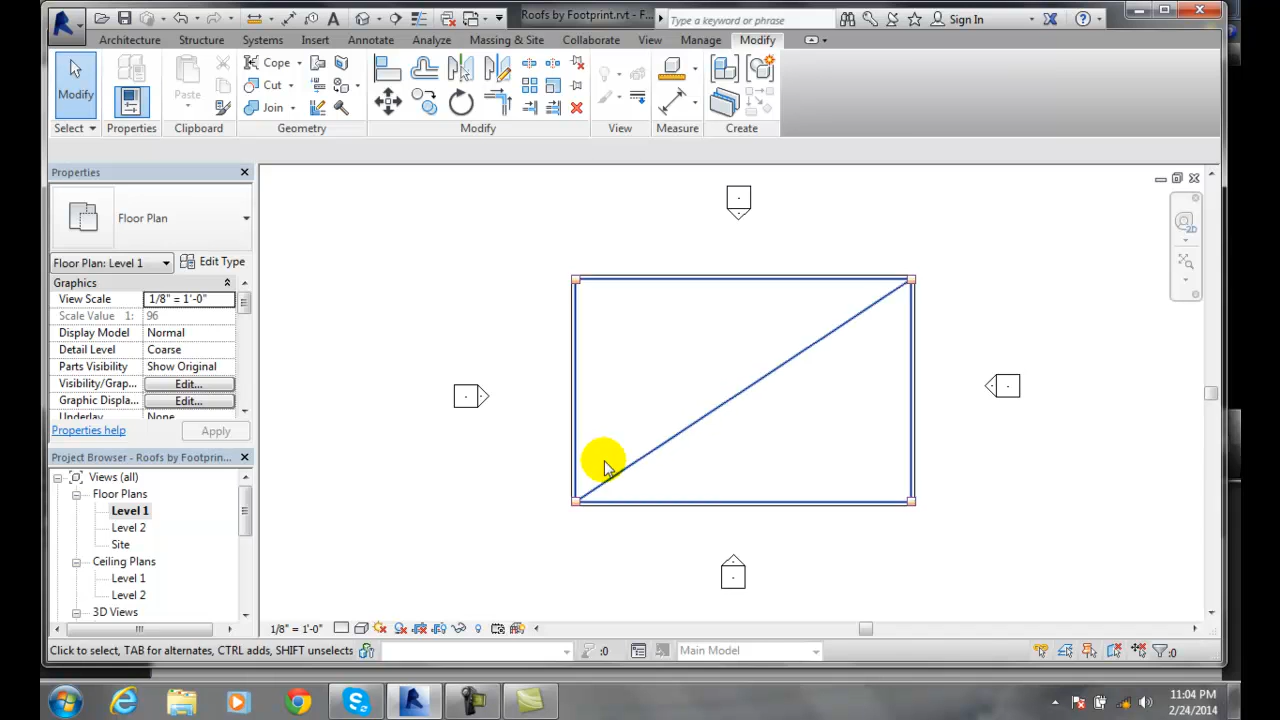 Roofs by Footprint.rvt - F...
Type a keyword or phrase
Sign In
Architecture Structure Systems Insert Annotate Analyze Massing & Site Collaborate View Manage Modify
Modify
Paste
Cope
Cut
Join
Select Properties Clipboard Geometry Modify View Measure Create
Properties
Floor Plan
Floor Plan: Level 1
Edit Type
Graphics
View Scale 1/8" = 1'-0"
Scale Value 1: 96
Display Model Normal
Detail Level Coarse
Parts Visibility Show Original
Visibility/Grap... Edit...
Graphic Displa... Edit...
Underlay None
Properties help
Apply
Project Browser - Roofs by Footprin...
Views (all)
Floor Plans
Level 1
Level 2
Site
Ceiling Plans
Level 1
Level 2
3D Views
2D
1/8" = 1'-0"
Click to select, TAB for alternates, CTRL adds, SHIFT unselects
:0
Main Model
:0
11:04 PM
2/24/2014